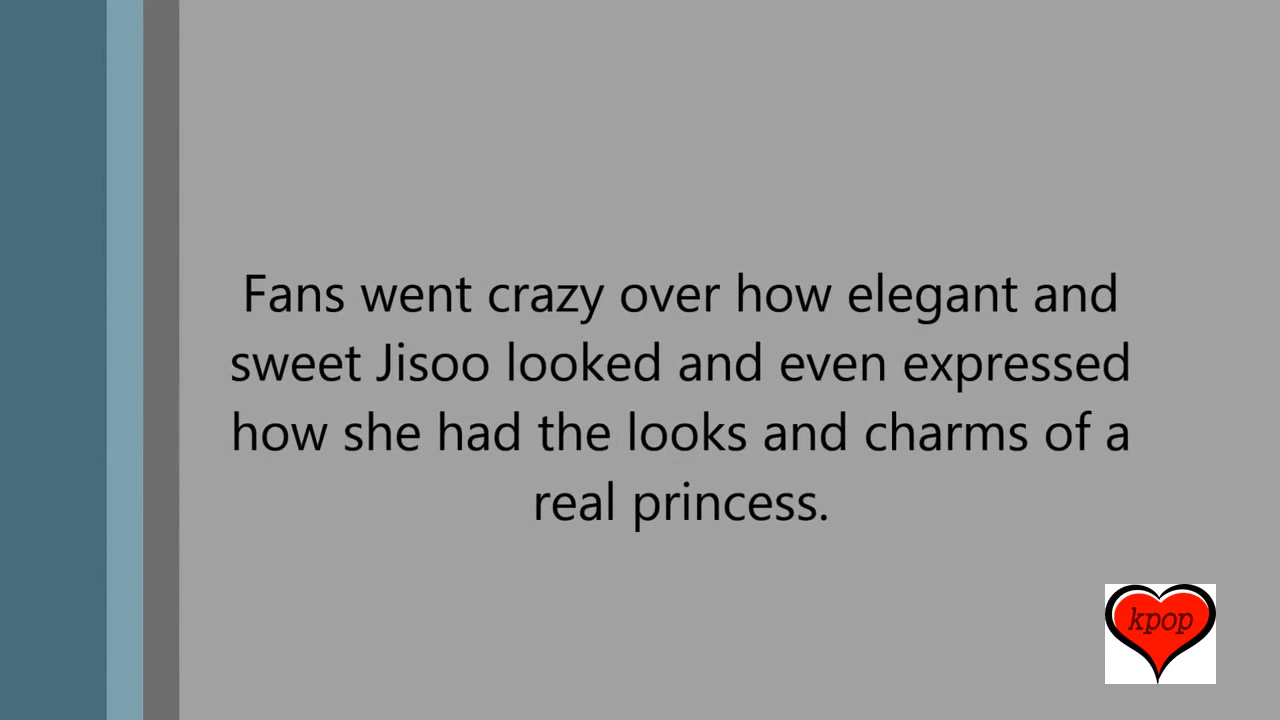 Fans went crazy over how elegant and
sweet Jisoo looked and even expressed
how she had the looks and charms of a
real princess.
kpop